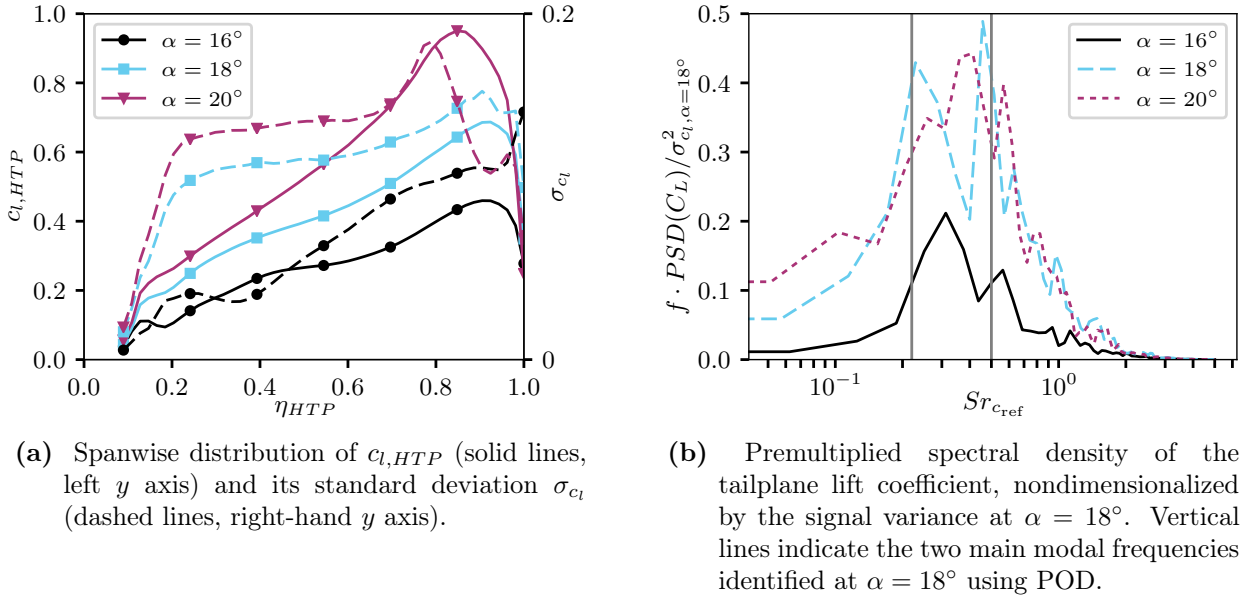 1.0
0.8
0.6
0.4
0.2
0.0
c_{l,HTP}
α = 16°
α = 18°
α = 20°
0.2
0
σ_{c_l}
0.0 0.2 0.4 0.6 0.8 1.0
η_{HTP}
0.5
0.4
0.3
0.2
0.1
0.0
f · PSD(C_L)/σ²_{c_l,α=18°}
α = 16°
α = 18°
α = 20°
10⁻¹ 10⁰
Sr_{c_ref}
(a) Spanwise distribution of c_{l,HTP} (solid lines,
left y axis) and its standard deviation σ_{c_l}
(dashed lines, right-hand y axis).
(b) Premultiplied spectral density of the
tailplane lift coefficient, nondimensionalized
by the signal variance at α = 18°. Vertical
lines indicate the two main modal frequencies
identified at α = 18° using POD.